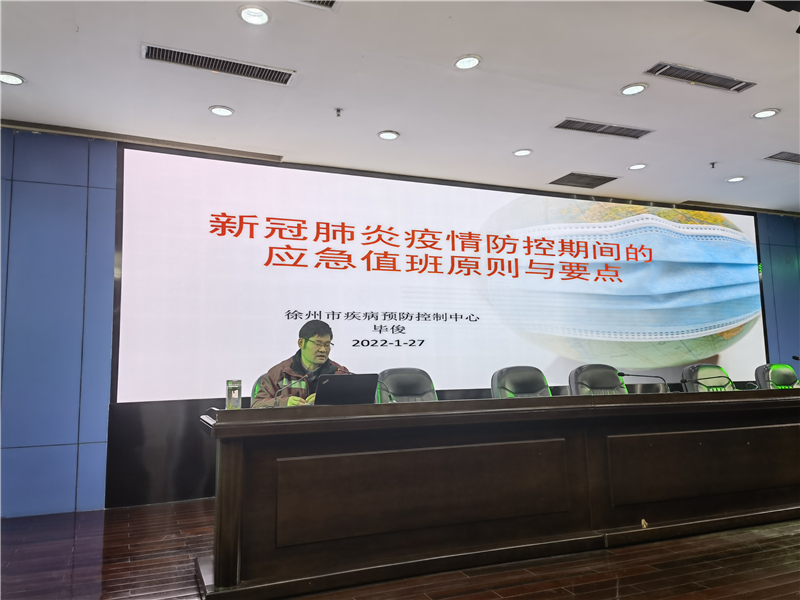 新冠肺炎疫情防控期间的
应急值班原则与要点
徐州市疾病预防控制中心
毕俊
2022-1-27